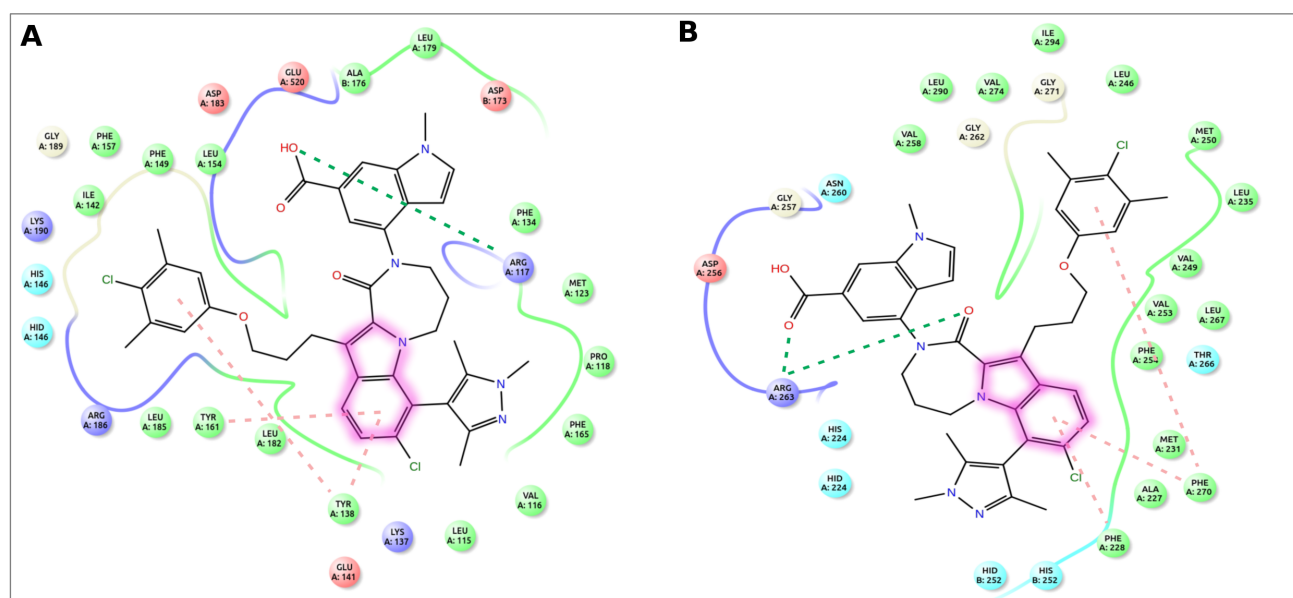 A
LEU
A: 179
GLU
A: 520
ALA
B: 176
ASP
A: 183
ASP
B: 173
GLY
A: 189
PHE
A: 157
PHE
A: 149
LEU
A: 154
N
HO
O
ILE
A: 142
LYS
A: 190
PHE
A: 134
ARG
A: 117
N
O
HIS
A: 146
Cl
MET
A: 123
O
HID
A: 146
N
PRO
A: 118
N
N
ARG
A: 186
LEU
A: 185
TYR
A: 161
LEU
A: 182
PHE
A: 165
Cl
TYR
A: 138
VAL
A: 116
LYS
A: 137
LEU
A: 115
GLU
A: 141
B
ILE
A: 294
LEU
A: 290
VAL
A: 274
GLY
A: 271
LEU
A: 246
VAL
A: 258
GLY
A: 262
MET
A: 250
Cl
ASN
A: 260
GLY
A: 257
LEU
A: 235
N
ASP
A: 256
HO
O
O
VAL
A: 249
O
VAL
A: 253
LEU
A: 267
N
PHE
A: 254
THR
A: 266
ARG
A: 263
N
HIS
A: 224
MET
A: 231
HID
A: 224
Cl
N
N
ALA
A: 227
PHE
A: 270
PHE
A: 228
HID
B: 252
HIS
B: 252